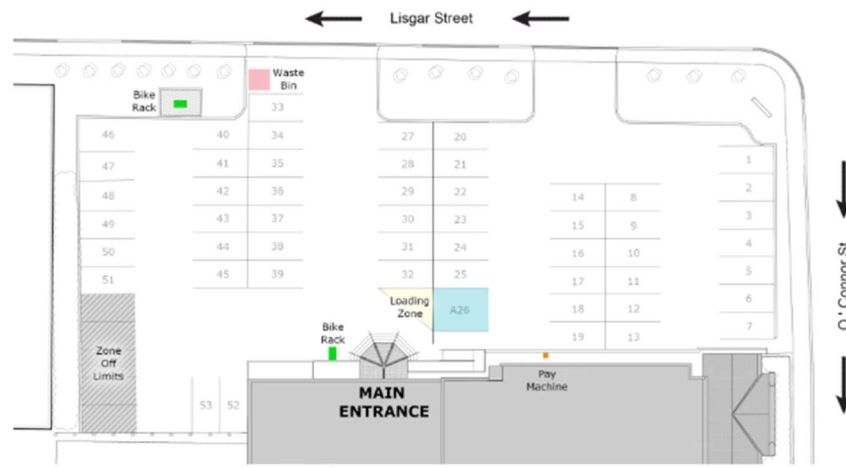 Lisgar Street
Waste
Bin
Bike
Rack
33
46
40
34
27
20
47
41
35
28
21
1
48
42
36
29
22
2
49
43
37
30
23
14
8
3
50
44
38
31
24
15
9
4
51
45
39
32
25
16
10
5
17
11
6
Loading
Zone
A26
18
12
7
19
13
Bike
Rack
Zone
Off
Limits
Pay
Machine
53
52
MAIN
ENTRANCE
O'Connor St